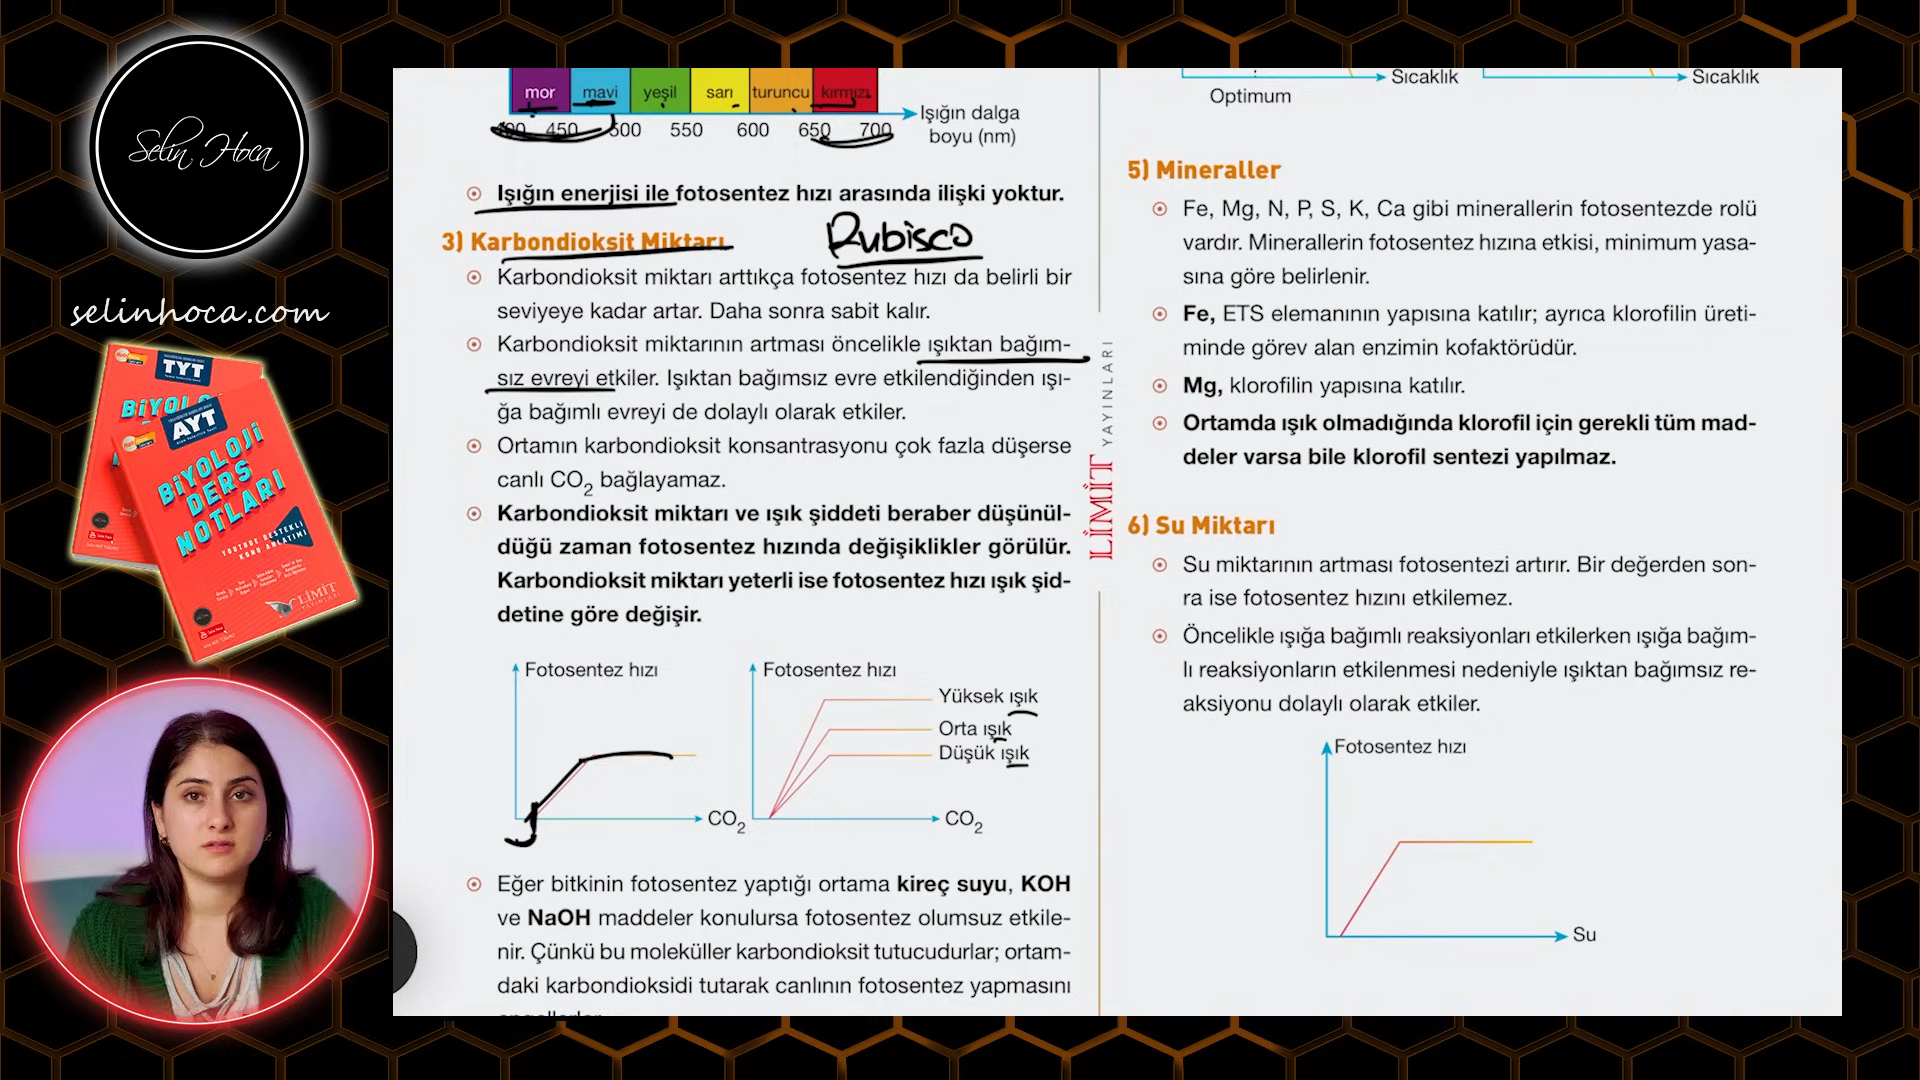 Selin Hoca
selinhoca.com
TYT
BİYOLO
AYT
BİYOLOJİ
DERS
NOTLARI
YOUTUBE DESTEKLİ
KONU ANLATIMI
LİMİT
mor mavi yeşil sarı turuncu kırmızı
400 450 500 550 600 650 700
Işığın dalga
boyu (nm)
Işığın enerjisi ile fotosentez hızı arasında ilişki yoktur.
3) Karbondioksit Miktarı
Rubisco
Karbondioksit miktarı arttıkça fotosentez hızı da belirli bir
seviyeye kadar artar. Daha sonra sabit kalır.
Karbondioksit miktarının artması öncelikle ışıktan bağım-
sız evreyi etkiler. Işıktan bağımsız evre etkilendiğinden ışı-
ğa bağımlı evreyi de dolaylı olarak etkiler.
Ortamın karbondioksit konsantrasyonu çok fazla düşerse
canlı CO2 bağlayamaz.
Karbondioksit miktarı ve ışık şiddeti beraber düşünül-
düğü zaman fotosentez hızında değişiklikler görülür.
Karbondioksit miktarı yeterli ise fotosentez hızı ışık şid-
detine göre değişir.
Fotosentez hızı
CO2
Fotosentez hızı
Yüksek ışık
Orta ışık
Düşük ışık
CO2
Eğer bitkinin fotosentez yaptığı ortama kireç suyu, KOH
ve NaOH maddeler konulursa fotosentez olumsuz etkile-
nir. Çünkü bu moleküller karbondioksit tutucudurlar; ortam-
daki karbondioksidi tutarak canlının fotosentez yapmasını
LİMİT YAYINLARI
Sıcaklık
Optimum
Sıcaklık
5) Mineraller
Fe, Mg, N, P, S, K, Ca gibi minerallerin fotosentezde rolü
vardır. Minerallerin fotosentez hızına etkisi, minimum yasa-
sına göre belirlenir.
Fe, ETS elemanının yapısına katılır; ayrıca klorofilin üreti-
minde görev alan enzimin kofaktörüdür.
Mg, klorofilin yapısına katılır.
Ortamda ışık olmadığında klorofil için gerekli tüm mad-
deler varsa bile klorofil sentezi yapılmaz.
6) Su Miktarı
Su miktarının artması fotosentezi artırır. Bir değerden son-
ra ise fotosentez hızını etkilemez.
Öncelikle ışığa bağımlı reaksiyonları etkilerken ışığa bağım-
lı reaksiyonların etkilenmesi nedeniyle ışıktan bağımsız re-
aksiyonu dolaylı olarak etkiler.
Fotosentez hızı
Su